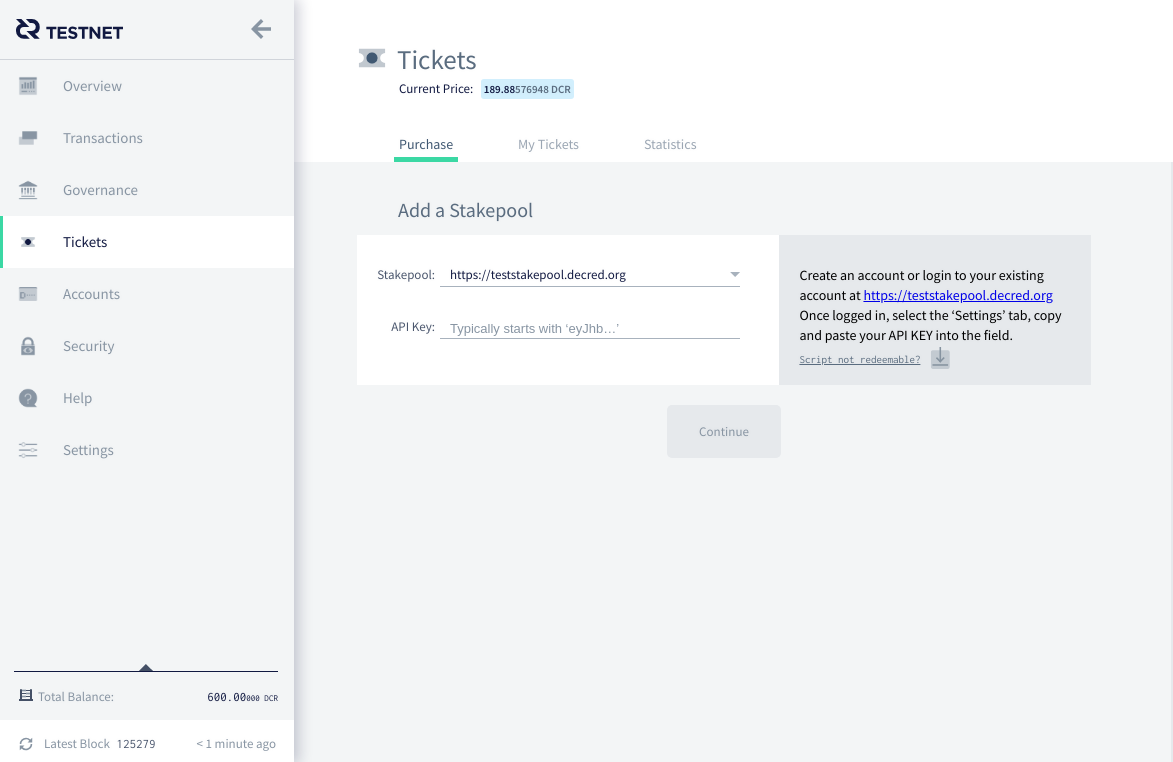 TESTNET
Overview
Transactions
Governance
Tickets
Accounts
Security
Help
Settings
Total Balance: 600.00000 DCR
Latest Block 125279 < 1 minute ago
Tickets
Current Price: 189.88576948 DCR
Purchase My Tickets Statistics
Add a Stakepool
Stakepool: https://teststakepool.decred.org
API Key: Typically starts with ‘eyJhb…’
Create an account or login to your existing
account at https://teststakepool.decred.org
Once logged in, select the ‘Settings’ tab, copy
and paste your API KEY into the field.
Script not redeemable?
Continue